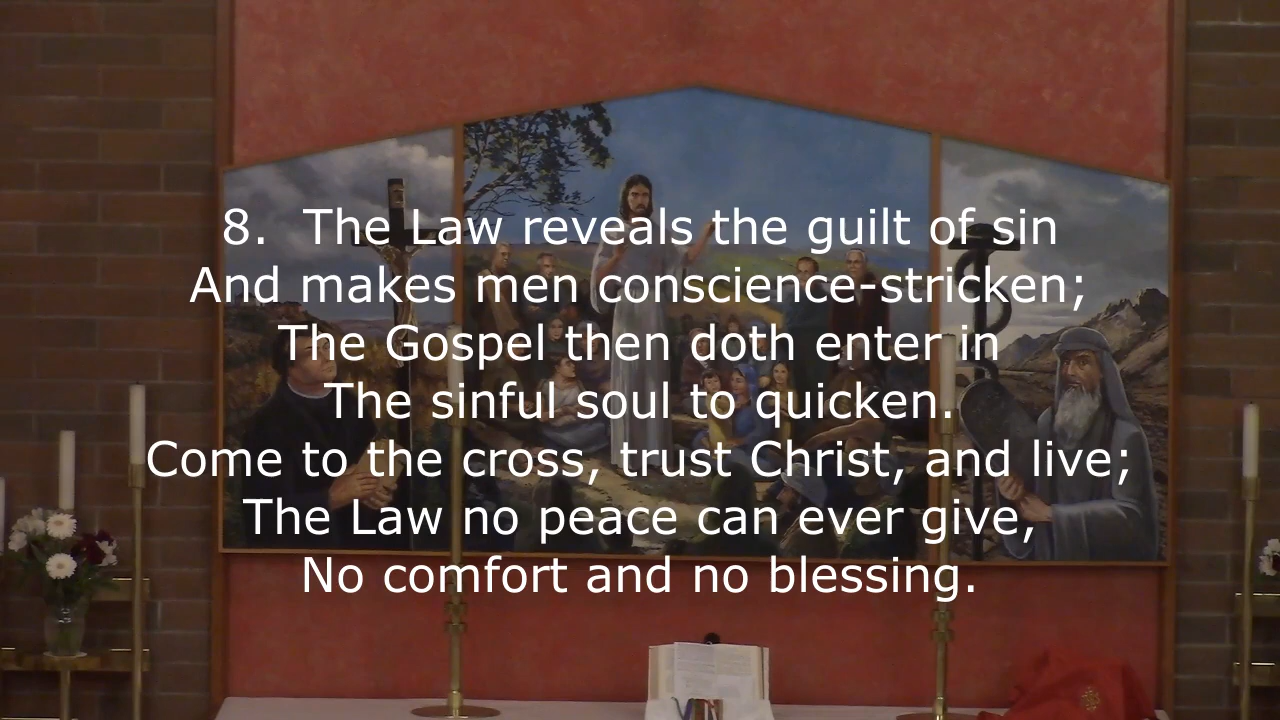 8. The Law reveals the guilt of sin
And makes men conscience-stricken;
The Gospel then doth enter in
The sinful soul to quicken.
Come to the cross, trust Christ, and live;
The Law no peace can ever give,
No comfort and no blessing.